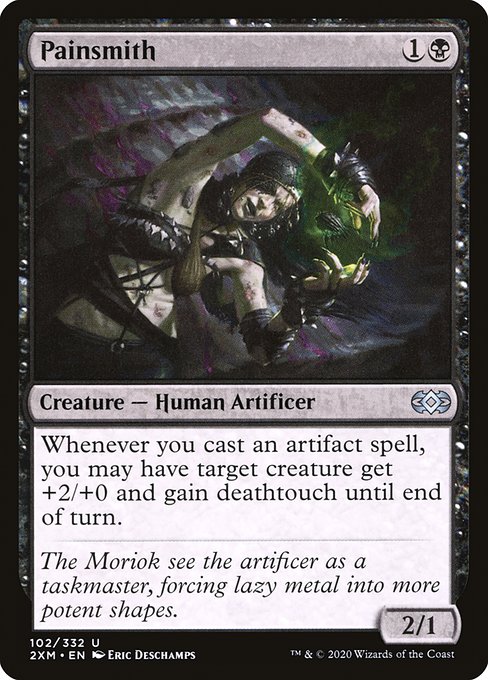 Painsmith 1
Creature — Human Artificer
Whenever you cast an artifact spell,
you may have target creature get
+2/+0 and gain deathtouch until end
of turn.
The Moriok see the artificer as a
taskmaster, forcing lazy metal into more
potent shapes.
2/1
102/332 U
2XM • EN Eric Deschamps
™ & © 2020 Wizards of the Coast